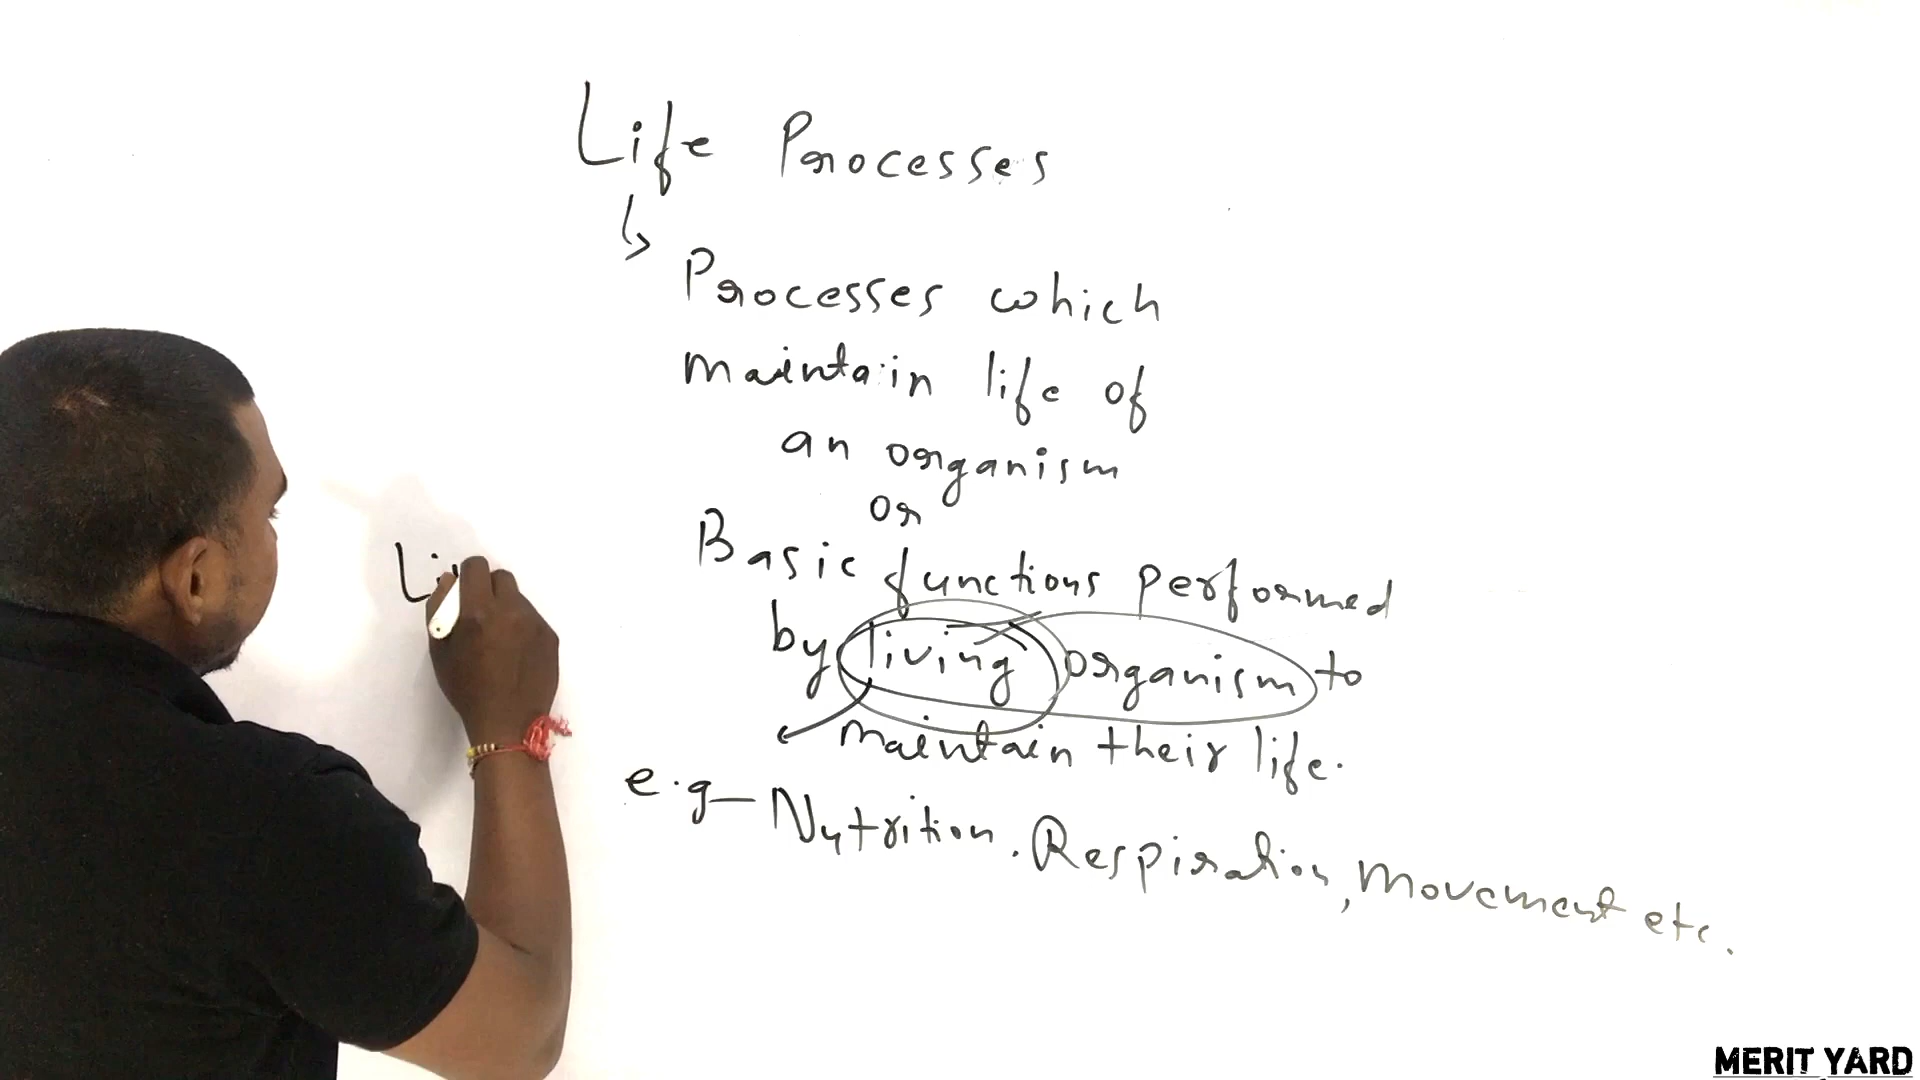 Life Processes
Processes which
maintain life of
an organism
or
Basic functions performed
by living organism to
maintain their life.
e.g– Nutrition, Respiration, Movement etc.
Li
MERIT YARD